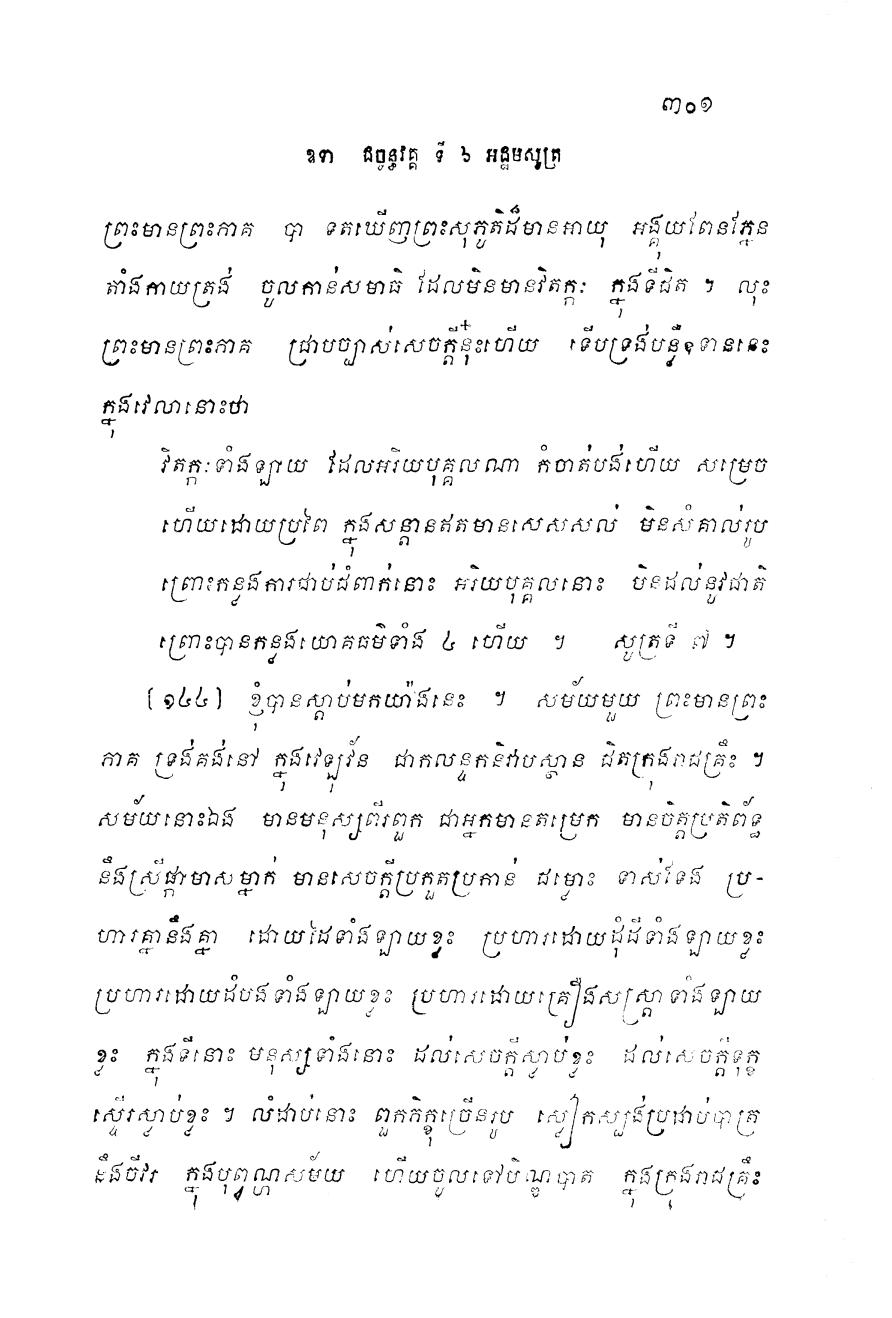 ៣០១
ឧទា ជច្ចន្ធវគ្គ ទី ៦ អដ្ឋមសូត្រ
ព្រះមានព្រះភាគ បា ទតឃើញព្រះសុភូតិដ៏មានអាយុ អង្គុយពែនភ្នែន
តាំងកាយត្រង់ ចូលកាន់សមាធិ ដែលមិនមានវិតក្កៈ ក្នុងទីជិត ។ លុះ
ព្រះមានព្រះភាគ ជ្រាបច្បាស់សេចក្តីនុ៎ះហើយ ទើបទ្រង់បន្លឺឧទាននេះ
ក្នុងវេលានោះថា
វិតក្កៈទាំងឡាយ ដែលអរិយបុគ្គលណា កំចាត់បង់ហើយ សម្រេច
ហើយដោយប្រពៃ ក្នុងសន្តានឥតមានសេសសល់ មិនសំគាល់រូប
ព្រោះកន្លងការជាប់ជំពាក់នោះ អរិយបុគ្គលនោះ មិនដល់នូវជាតិ
ព្រោះបានកន្លងយោគធម៌ទាំង ៤ ហើយ ។ សូត្រទី ៧ ។
[១៤៤] ខ្ញុំបានស្តាប់មកយ៉ាងនេះ ។ សម័យមួយ ព្រះមានព្រះ
ភាគ ទ្រង់គង់នៅ ក្នុងវេឡុវ័ន ជាកលន្ទកនិវាបស្ថាន ជិតក្រុងរាជគ្រឹះ ។
សម័យនោះឯង មានមនុស្សពីរពួក ជាអ្នកមានតម្រេក មានចិត្តប្រតិព័ទ្ធ
នឹងស្រីផ្កាមាសម្នាក់ មានសេចក្តីប្រកួតប្រកាន់ ជម្លោះ ទាស់ទែង ប្រ-
ហារគ្នានឹងគ្នា ដោយដៃទាំងឡាយខ្លះ ប្រហារដោយដុំដីទាំងឡាយខ្លះ
ប្រហារដោយដំបងទាំងឡាយខ្លះ ប្រហារដោយគ្រឿងសស្ត្រាទាំងឡាយ
ខ្លះ ក្នុងទីនោះ មនុស្សទាំងនោះ ដល់សេចក្តីស្លាប់ខ្លះ ដល់សេចក្តីទុក្ខ
ស្ទើរស្លាប់ខ្លះ ។ លំដាប់នោះ ពួកភិក្ខុច្រើនរូប ស្លៀកស្បង់ប្រដាប់បាត្រ
នឹងចីវរ ក្នុងបុព្វណ្ហសម័យ ហើយចូលទៅបិណ្ឌបាត ក្នុងក្រុងរាជគ្រឹះ